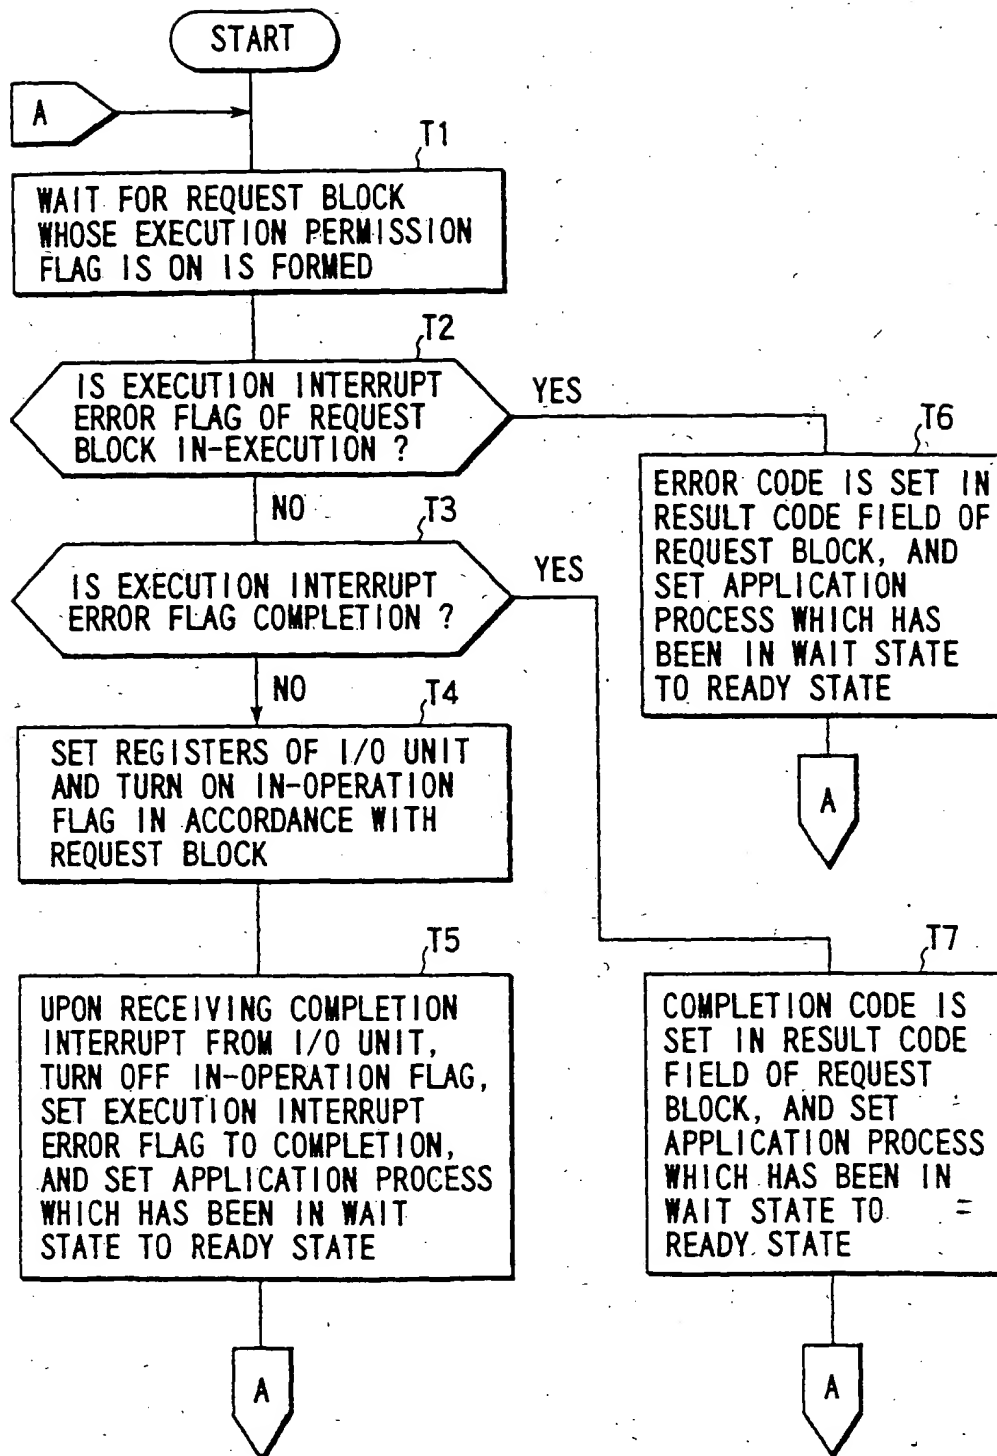 START
A
T1
WAIT FOR REQUEST BLOCK
WHOSE EXECUTION PERMISSION
FLAG IS ON IS FORMED
T2
IS EXECUTION INTERRUPT
ERROR FLAG OF REQUEST
BLOCK IN-EXECUTION ?
YES
NO
T6
ERROR CODE IS SET IN
RESULT CODE FIELD OF
REQUEST BLOCK, AND
SET APPLICATION
PROCESS WHICH HAS
BEEN IN WAIT STATE
TO READY STATE
A
T3
IS EXECUTION INTERRUPT
ERROR FLAG COMPLETION ?
YES
NO
T4
SET REGISTERS OF I/O UNIT
AND TURN ON IN-OPERATION
FLAG IN ACCORDANCE WITH
REQUEST BLOCK
T5
UPON RECEIVING COMPLETION
INTERRUPT FROM I/O UNIT,
TURN OFF IN-OPERATION FLAG,
SET EXECUTION INTERRUPT
ERROR FLAG TO COMPLETION,
AND SET APPLICATION PROCESS
WHICH HAS BEEN IN WAIT
STATE TO READY STATE
A
T7
COMPLETION CODE IS
SET IN RESULT CODE
FIELD OF REQUEST
BLOCK, AND SET
APPLICATION PROCESS
WHICH HAS BEEN IN
WAIT STATE TO
READY STATE
A